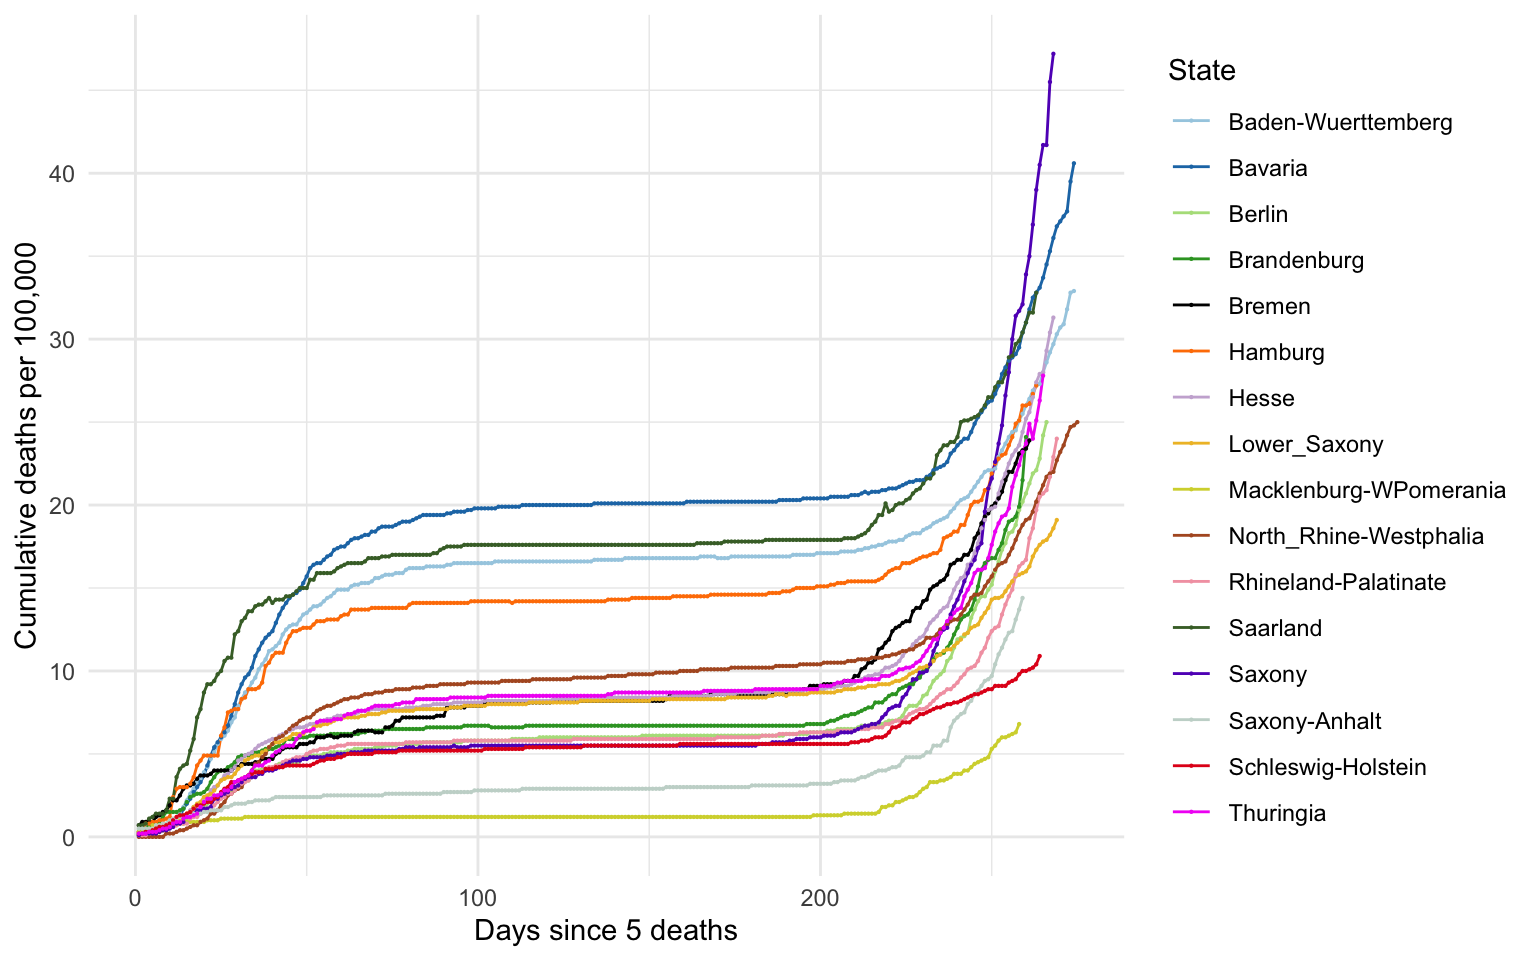 Cumulative deaths per 100,000
40
30
20
10
0
0 100 200
Days since 5 deaths
State
Baden-Wuerttemberg
Bavaria
Berlin
Brandenburg
Bremen
Hamburg
Hesse
Lower_Saxony
Macklenburg-WPomerania
North_Rhine-Westphalia
Rhineland-Palatinate
Saarland
Saxony
Saxony-Anhalt
Schleswig-Holstein
Thuringia